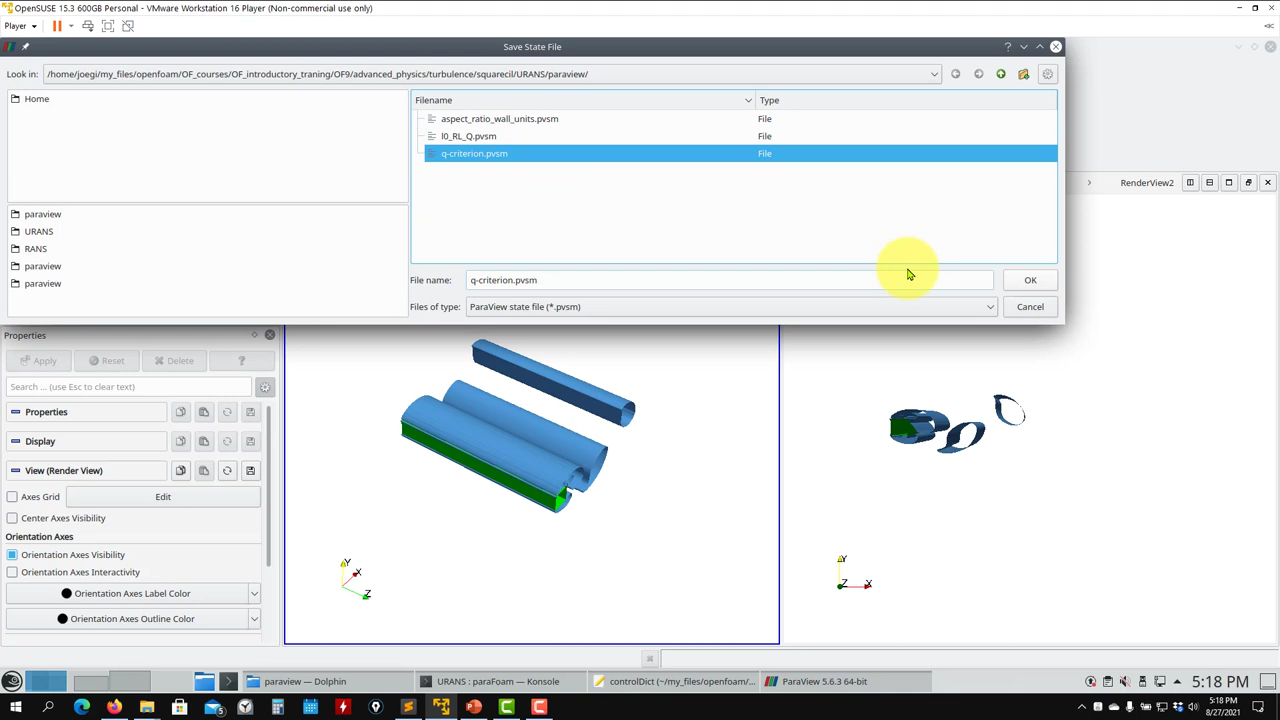 OpenSUSE 15.3 600GB Personal - VMware Workstation 16 Player (Non-commercial use only)
Player
Save State File
Look in: /home/joegi/my_files/openfoam/OF_courses/OF_introductory_traning/OF9/advanced_physics/turbulence/squarecil/URANS/paraview/
Home
Filename Type
aspect_ratio_wall_units.pvsm File
l0_RL_Q.pvsm File
q-criterion.pvsm File
RenderView2
paraview
URANS
RANS
paraview
paraview
File name: q-criterion.pvsm OK
Files of type: ParaView state file (*.pvsm) Cancel
Properties
Apply Reset Delete ?
Search ... (use Esc to clear text)
Properties
Display
View (Render View)
Axes Grid Edit
Center Axes Visibility
Orientation Axes
Orientation Axes Visibility
Orientation Axes Interactivity
Orientation Axes Label Color
Orientation Axes Outline Color
Y
X
Z
Y
Z
X
paraview — Dolphin URANS : paraFoam — Konsole controlDict (~/my_files/openfoam/... ParaView 5.6.3 64-bit 5:18 PM
5:18 PM
8/27/2021